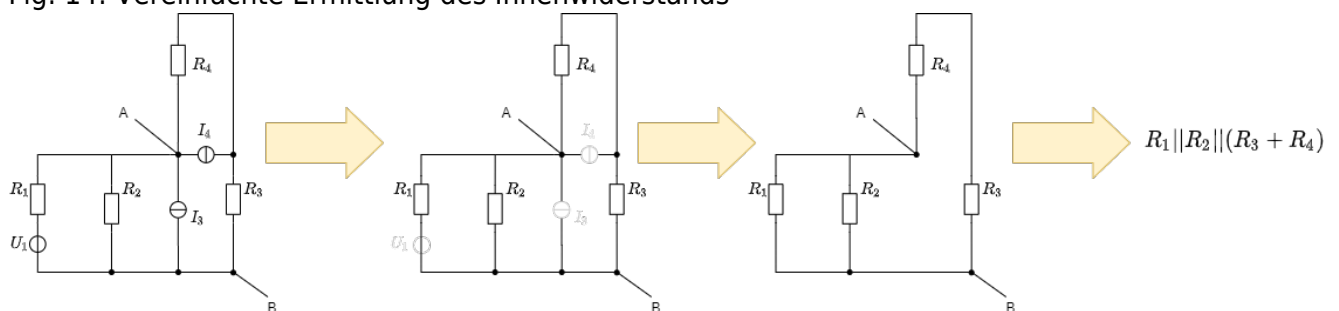 Fig. 14: Vereinfachte Ermittlung des Innenwiderstands
R₄
A
I₄
R₁
R₂
R₃
I₃
U₁
B
R₄
A
I₄
R₁
R₂
R₃
I₃
U₁
B
R₄
A
R₁
R₂
R₃
B
R₁||R₂||(R₃ + R₄)